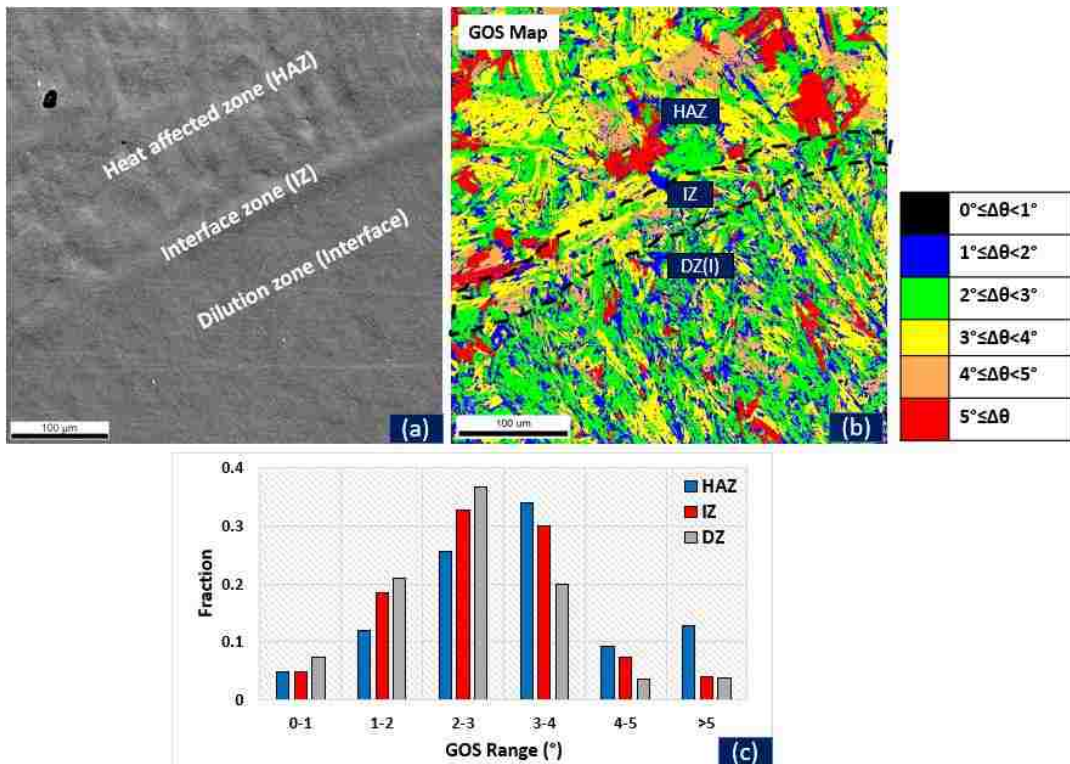 Heat affected zone (HAZ)
Interface zone (IZ)
Dilution zone (Interface)
100 µm
(a)
GOS Map
HAZ
IZ
DZ(I)
100 µm
(b)
0°≤Δθ<1°
1°≤Δθ<2°
2°≤Δθ<3°
3°≤Δθ<4°
4°≤Δθ<5°
5°≤Δθ
0.4
0.3
0.2
0.1
0
Fraction
HAZ
IZ
DZ
0-1
1-2
2-3
3-4
4-5
>5
GOS Range (°)
(c)